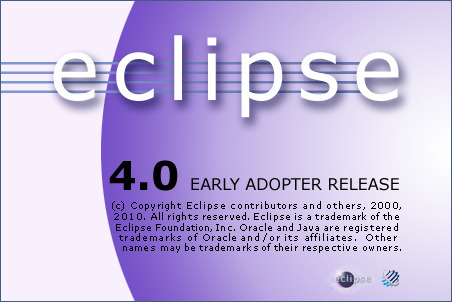 eclipse
4.0 EARLY ADOPTER RELEASE
(c) Copyright Eclipse contributors and others, 2000,
2010. All rights reserved. Eclipse is a trademark of the
Eclipse Foundation, Inc. Oracle and Java are registered
trademarks of Oracle and/or its affiliates. Other
names may be trademarks of their respective owners.
eclipse